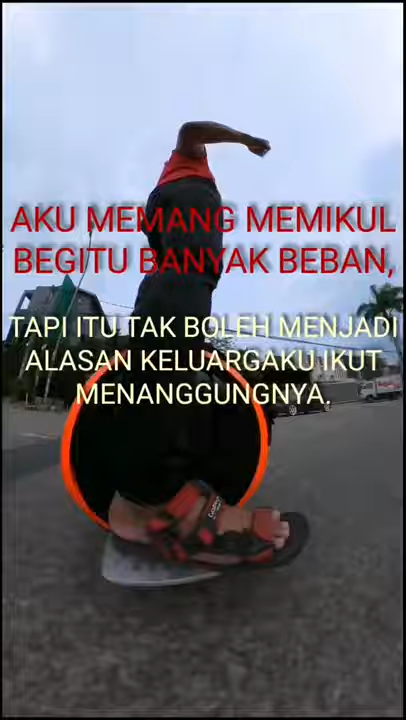 AKU MEMANG MEMIKUL
BEGITU BANYAK BEBAN,
TAPI ITU TAK BOLEH MENJADI
ALASAN KELUARGAKU IKUT
MENANGGUNGNYA.